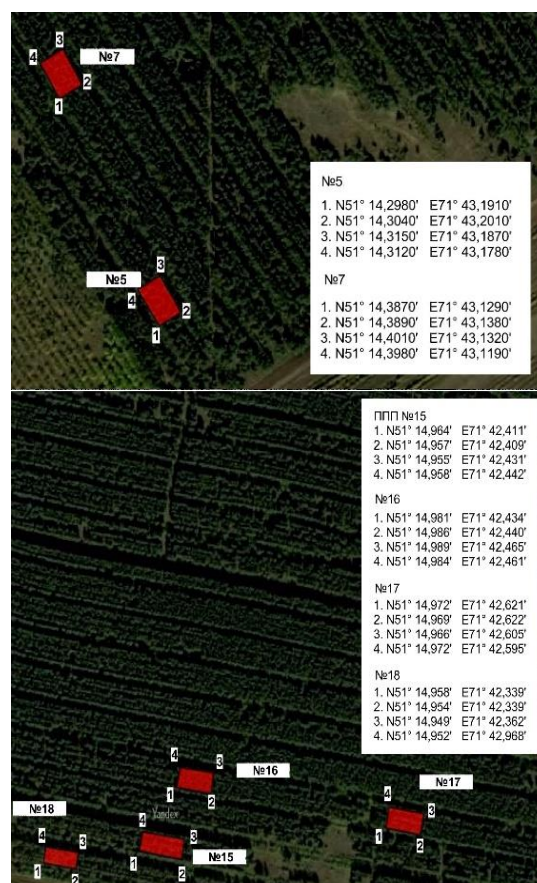 3
4
№7
2
1
№5
1. N51° 14,2980' E71° 43,1910'
2. N51° 14,3040' E71° 43,2010'
3. N51° 14,3150' E71° 43,1870'
4. N51° 14,3120' E71° 43,1780'
№7
1. N51° 14,3870' E71° 43,1290'
2. N51° 14,3890' E71° 43,1380'
3. N51° 14,4010' E71° 43,1320'
4. N51° 14,3980' E71° 43,1190'
3
№5
4
2
1
ППП №15
1. N51° 14,964' E71° 42,411'
2. N51° 14,957' E71° 42,409'
3. N51° 14,955' E71° 42,431'
4. N51° 14,958' E71° 42,442'
№16
1. N51° 14,981' E71° 42,434'
2. N51° 14,986' E71° 42,440'
3. N51° 14,989' E71° 42,465'
4. N51° 14,984' E71° 42,461'
№17
1. N51° 14,972' E71° 42,621'
2. N51° 14,969' E71° 42,622'
3. N51° 14,966' E71° 42,605'
4. N51° 14,972' E71° 42,595'
№18
1. N51° 14,958' E71° 42,339'
2. N51° 14,954' E71° 42,339'
3. N51° 14,949' E71° 42,362'
4. N51° 14,952' E71° 42,968'
4
3
№16
1
2
№17
4
3
1
2
№18
Yandex
4
3
1
2
4
3
№15
1
2